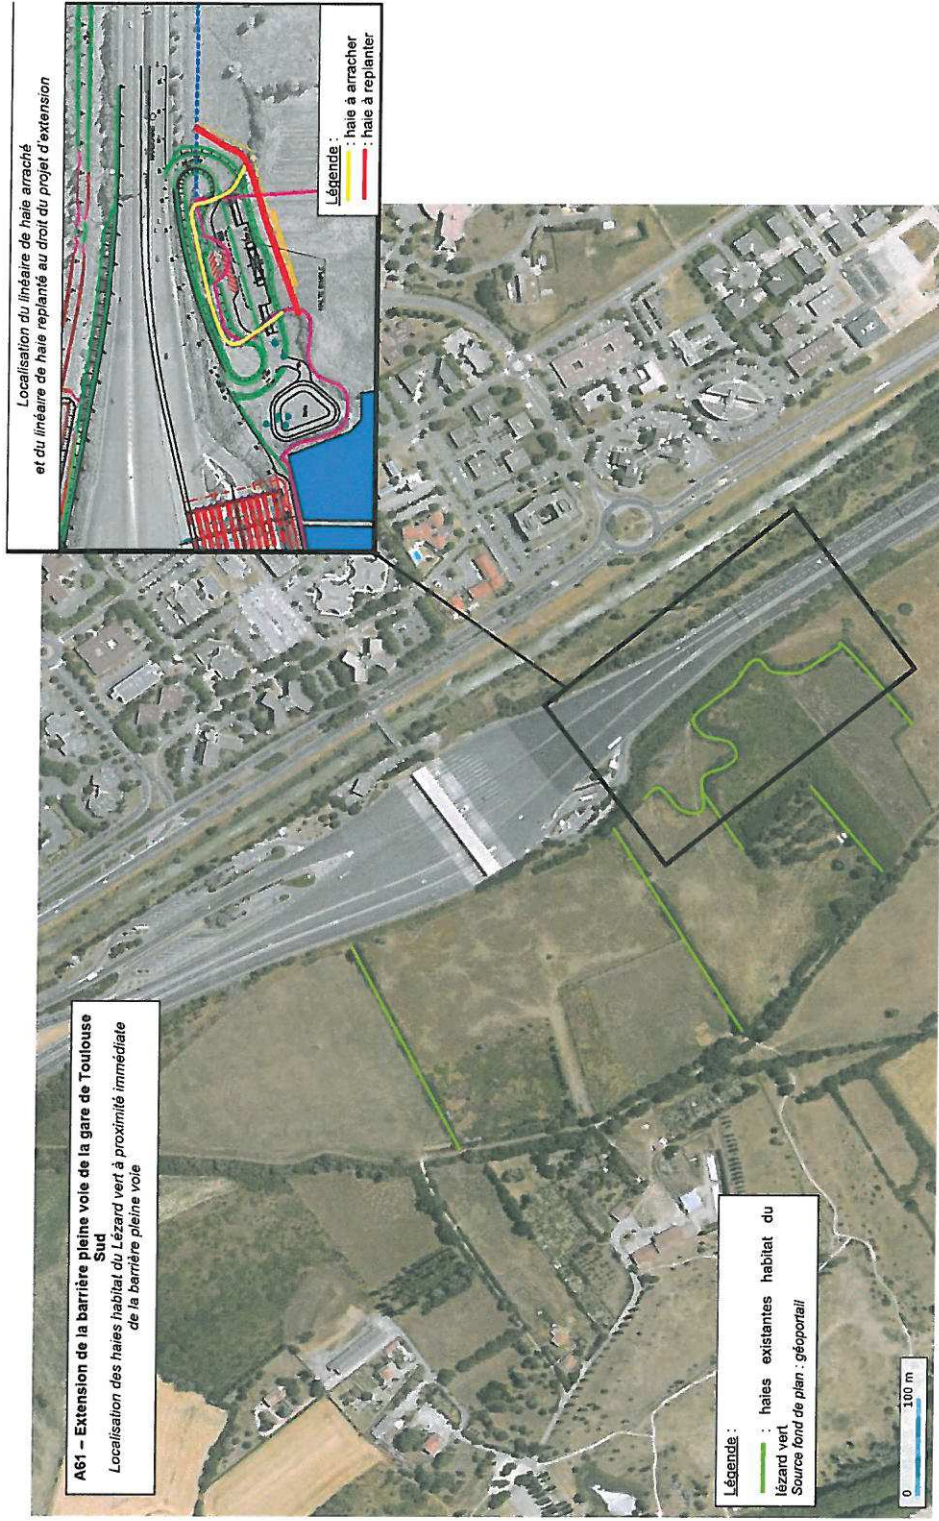 A61 – Extension de la barrière pleine voie de la gare de Toulouse
Sud
Localisation des haies habitat du Lézard vert à proximité immédiate
de la barrière pleine voie
Localisation du linéaire de haie arraché
et du linéaire de haie replanté au droit du projet d'extension
Légende :
: haie à arracher
: haie à replanter
Légende :
: haies existantes habitat du
lézard vert
Source fond de plan : géoportail
0 100 m